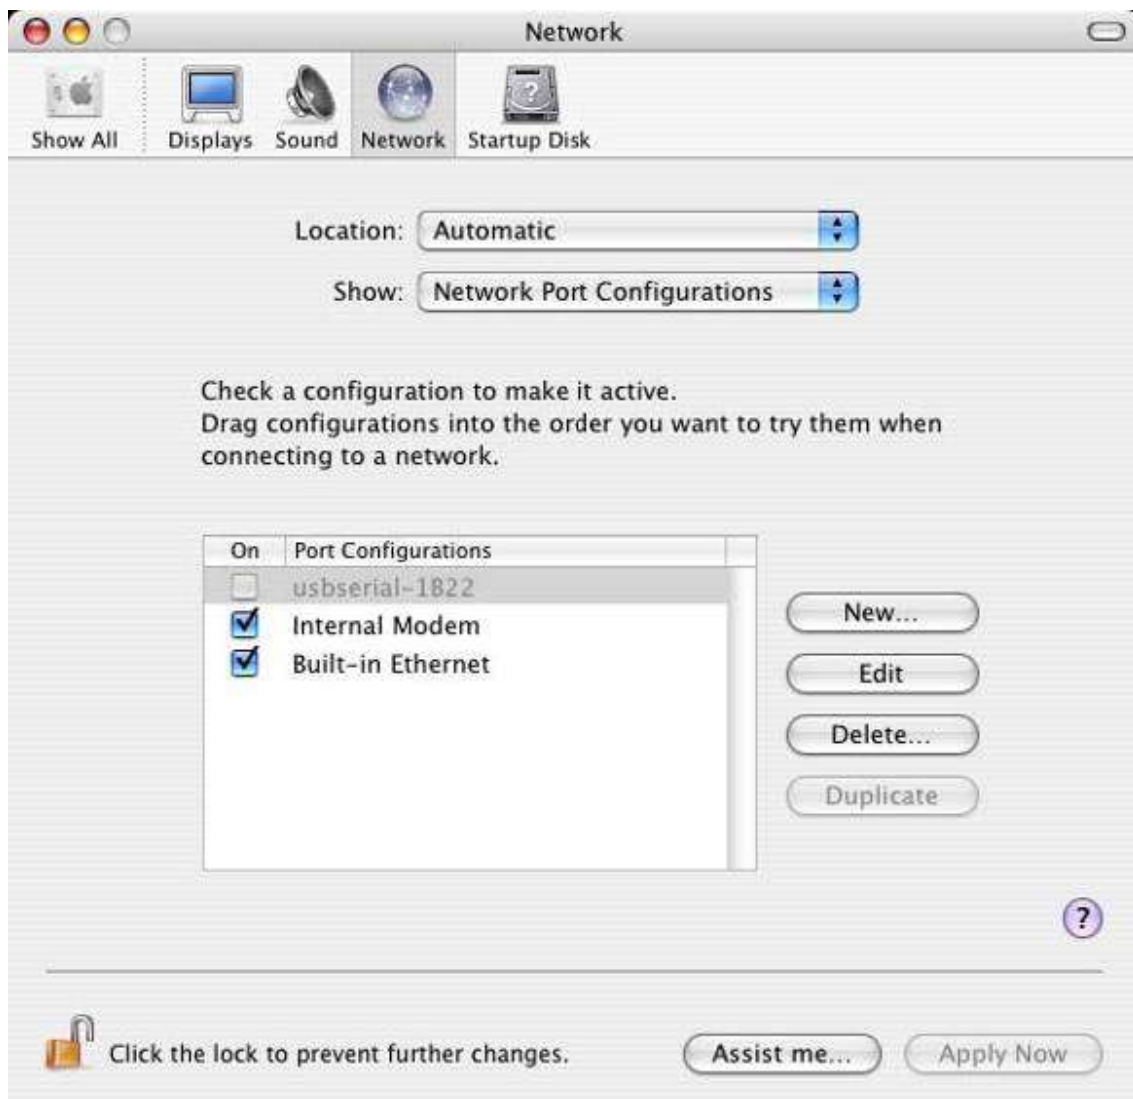 Network
Show All
Displays
Sound
Network
Startup Disk
Location: Automatic
Show: Network Port Configurations
Check a configuration to make it active.
Drag configurations into the order you want to try them when
connecting to a network.
On Port Configurations
usbserial-1B22
Internal Modem
Built-in Ethernet
New...
Edit
Delete...
Duplicate
?
Click the lock to prevent further changes.
Assist me...
Apply Now